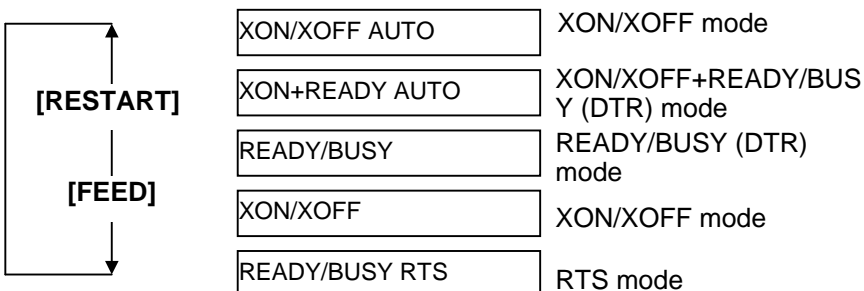 XON/XOFF AUTO
XON/XOFF mode
[RESTART]
XON+READY AUTO
XON/XOFF+READY/BUS
Y (DTR) mode
READY/BUSY
READY/BUSY (DTR)
mode
[FEED]
XON/XOFF
XON/XOFF mode
READY/BUSY RTS
RTS mode